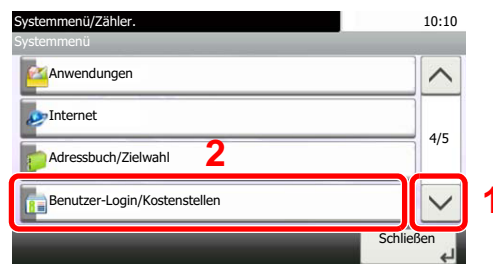 Systemmenü/Zähler. 10:10
Systemmenü
Anwendungen
Internet
4/5
Adressbuch/Zielwahl 2
Benutzer-Login/Kostenstellen 1
Schließen